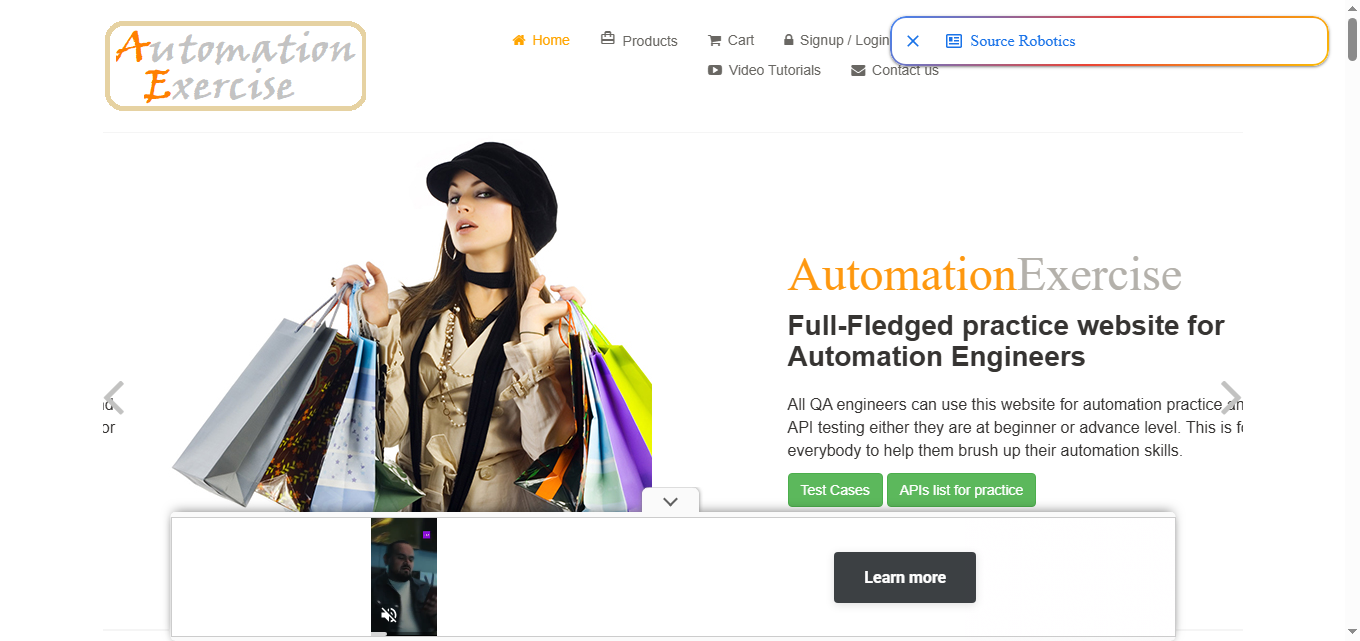 Automation
Exercise
Home
Products
Cart
Signup / Login
Source Robotics
Video Tutorials
Contact us
AutomationExercise
Full-Fledged practice website for
Automation Engineers
All QA engineers can use this website for automation practice
API testing either they are at beginner or advance level. This is
everybody to help them brush up their automation skills.
or
Test Cases
APIs list for practice
Learn more